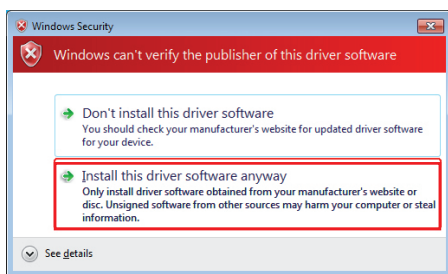 Windows Security
Windows can't verify the publisher of this driver software
Don't install this driver software
You should check your manufacturer's website for updated driver software
for your device.
Install this driver software anyway
Only install driver software obtained from your manufacturer's website or
disc. Unsigned software from other sources may harm your computer or steal
information.
See details